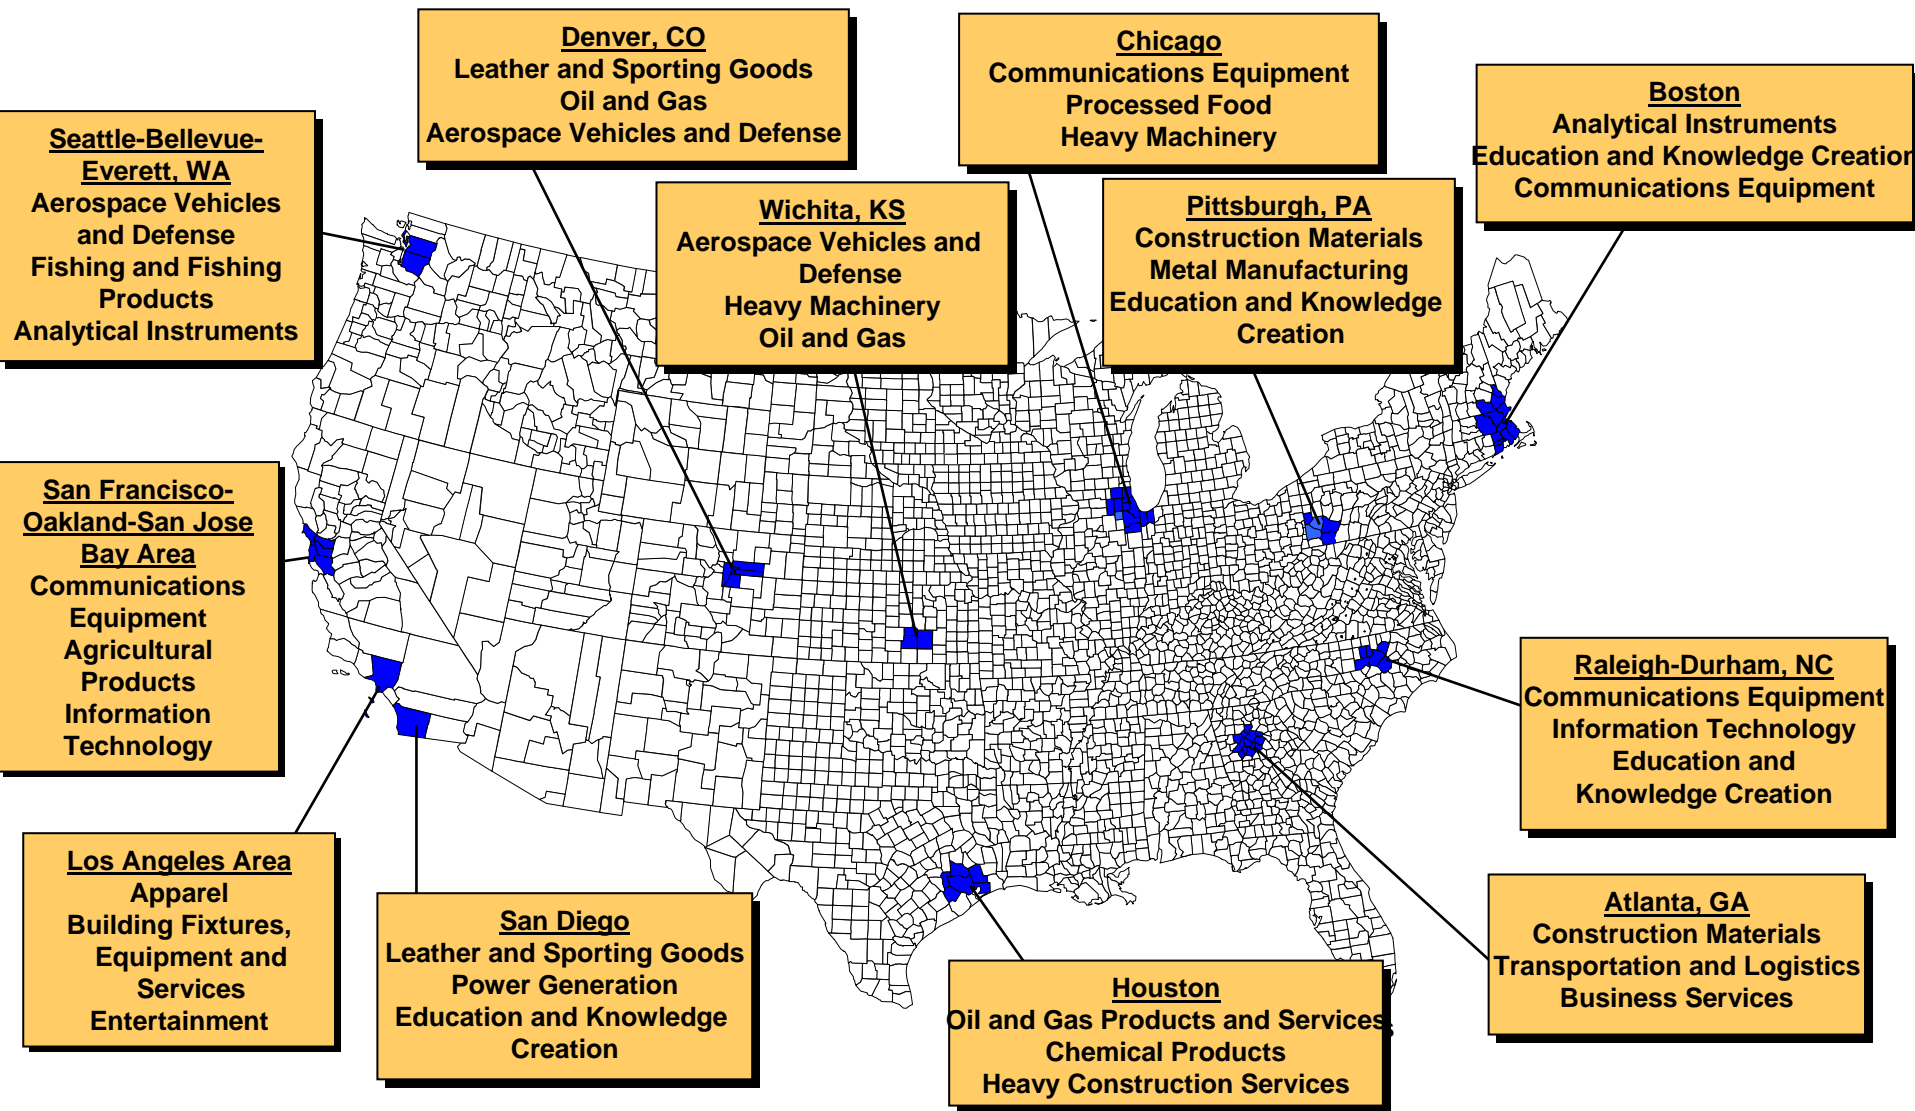 Denver, CO
Leather and Sporting Goods
Oil and Gas
Aerospace Vehicles and Defense
Chicago
Communications Equipment
Processed Food
Heavy Machinery
Boston
Analytical Instruments
Education and Knowledge Creation
Communications Equipment
Seattle-Bellevue-
Everett, WA
Aerospace Vehicles
and Defense
Fishing and Fishing
Products
Analytical Instruments
Wichita, KS
Aerospace Vehicles and
Defense
Heavy Machinery
Oil and Gas
Pittsburgh, PA
Construction Materials
Metal Manufacturing
Education and Knowledge
Creation
San Francisco-
Oakland-San Jose
Bay Area
Communications
Equipment
Agricultural
Products
Information
Technology
Raleigh-Durham, NC
Communications Equipment
Information Technology
Education and
Knowledge Creation
Los Angeles Area
Apparel
Building Fixtures,
Equipment and
Services
Entertainment
San Diego
Leather and Sporting Goods
Power Generation
Education and Knowledge
Creation
Houston
Oil and Gas Products and Services
Chemical Products
Heavy Construction Services
Atlanta, GA
Construction Materials
Transportation and Logistics
Business Services